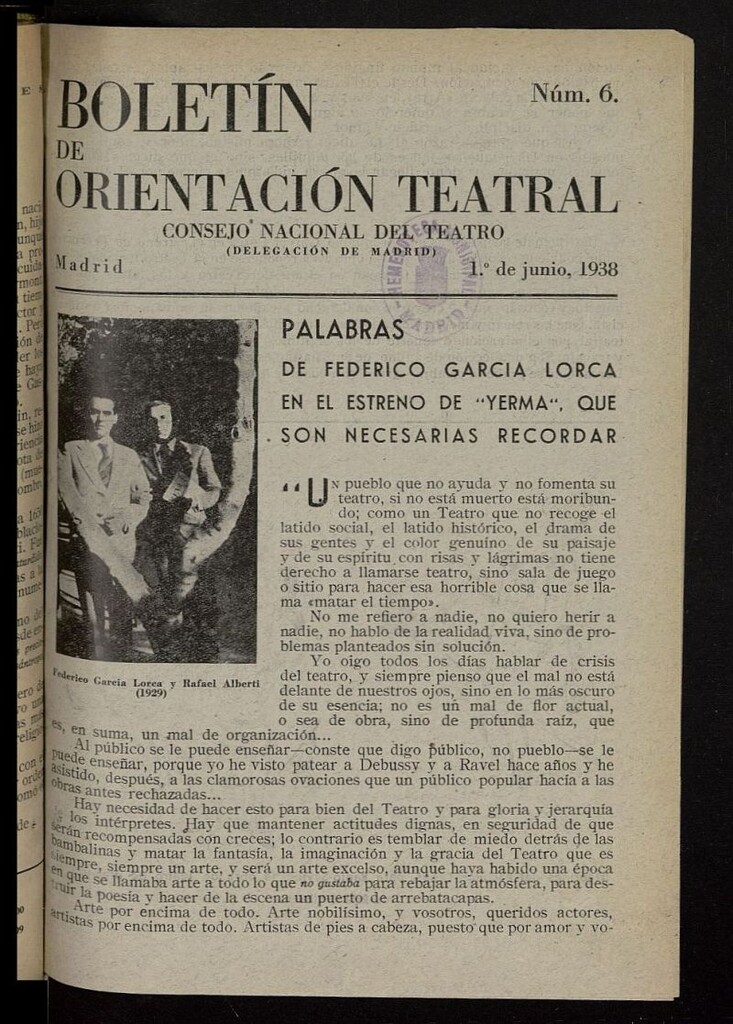 BOLETÍN
Núm. 6.
DE
ORIENTACIÓN TEATRAL
CONSEJO NACIONAL DEL TEATRO
(DELEGACIÓN DE MADRID)
Madrid
1.º de junio, 1938
HEMEROTECA MUNICIPAL
MADRID
PALABRAS
DE FEDERICO GARCIA LORCA
EN EL ESTRENO DE "YERMA", QUE
SON NECESARIAS RECORDAR
Federico García Lorca y Rafael Alberti
(1929)
"UN pueblo que no ayuda y no fomenta su
teatro, si no está muerto está moribun-
do; como un Teatro que no recoge el
latido social, el latido histórico, el drama de
sus gentes y el color genuíno de su paisaje
y de su espíritu con risas y lágrimas no tiene
derecho a llamarse teatro, sino sala de juego
o sitio para hacer esa horrible cosa que se lla-
ma «matar el tiempo».
No me refiero a nadie, no quiero herir a
nadie, no hablo de la realidad viva, sino de pro-
blemas planteados sin solución.
Yo oigo todos los días hablar de crisis
del teatro, y siempre pienso que el mal no está
delante de nuestros ojos, sino en lo más oscuro
de su esencia; no es un mal de flor actual,
o sea de obra, sino de profunda raíz, que
es, en suma, un mal de organización...
Al público se le puede enseñar—conste que digo público, no pueblo—se le
puede enseñar, porque yo he visto patear a Debussy y a Ravel hace años y he
asistido, después, a las clamorosas ovaciones que un público popular hacía a las
obras antes rechazadas...
Hay necesidad de hacer esto para bien del Teatro y para gloria y jerarquía
de los intérpretes. Hay que mantener actitudes dignas, en seguridad de que
serán recompensadas con creces; lo contrario es temblar de miedo detrás de las
bambalinas y matar la fantasía, la imaginación y la gracia del Teatro que es
siempre, siempre un arte, y será un arte excelso, aunque haya habido una época
en que se llamaba arte a todo lo que no gustaba para rebajar la atmósfera, para des-
truir la poesía y hacer de la escena un puerto de arrebatacapas.
Arte por encima de todo. Arte nobilísimo, y vosotros, queridos actores,
artistas por encima de todo. Artistas de pies a cabeza, puesto que por amor y vo-